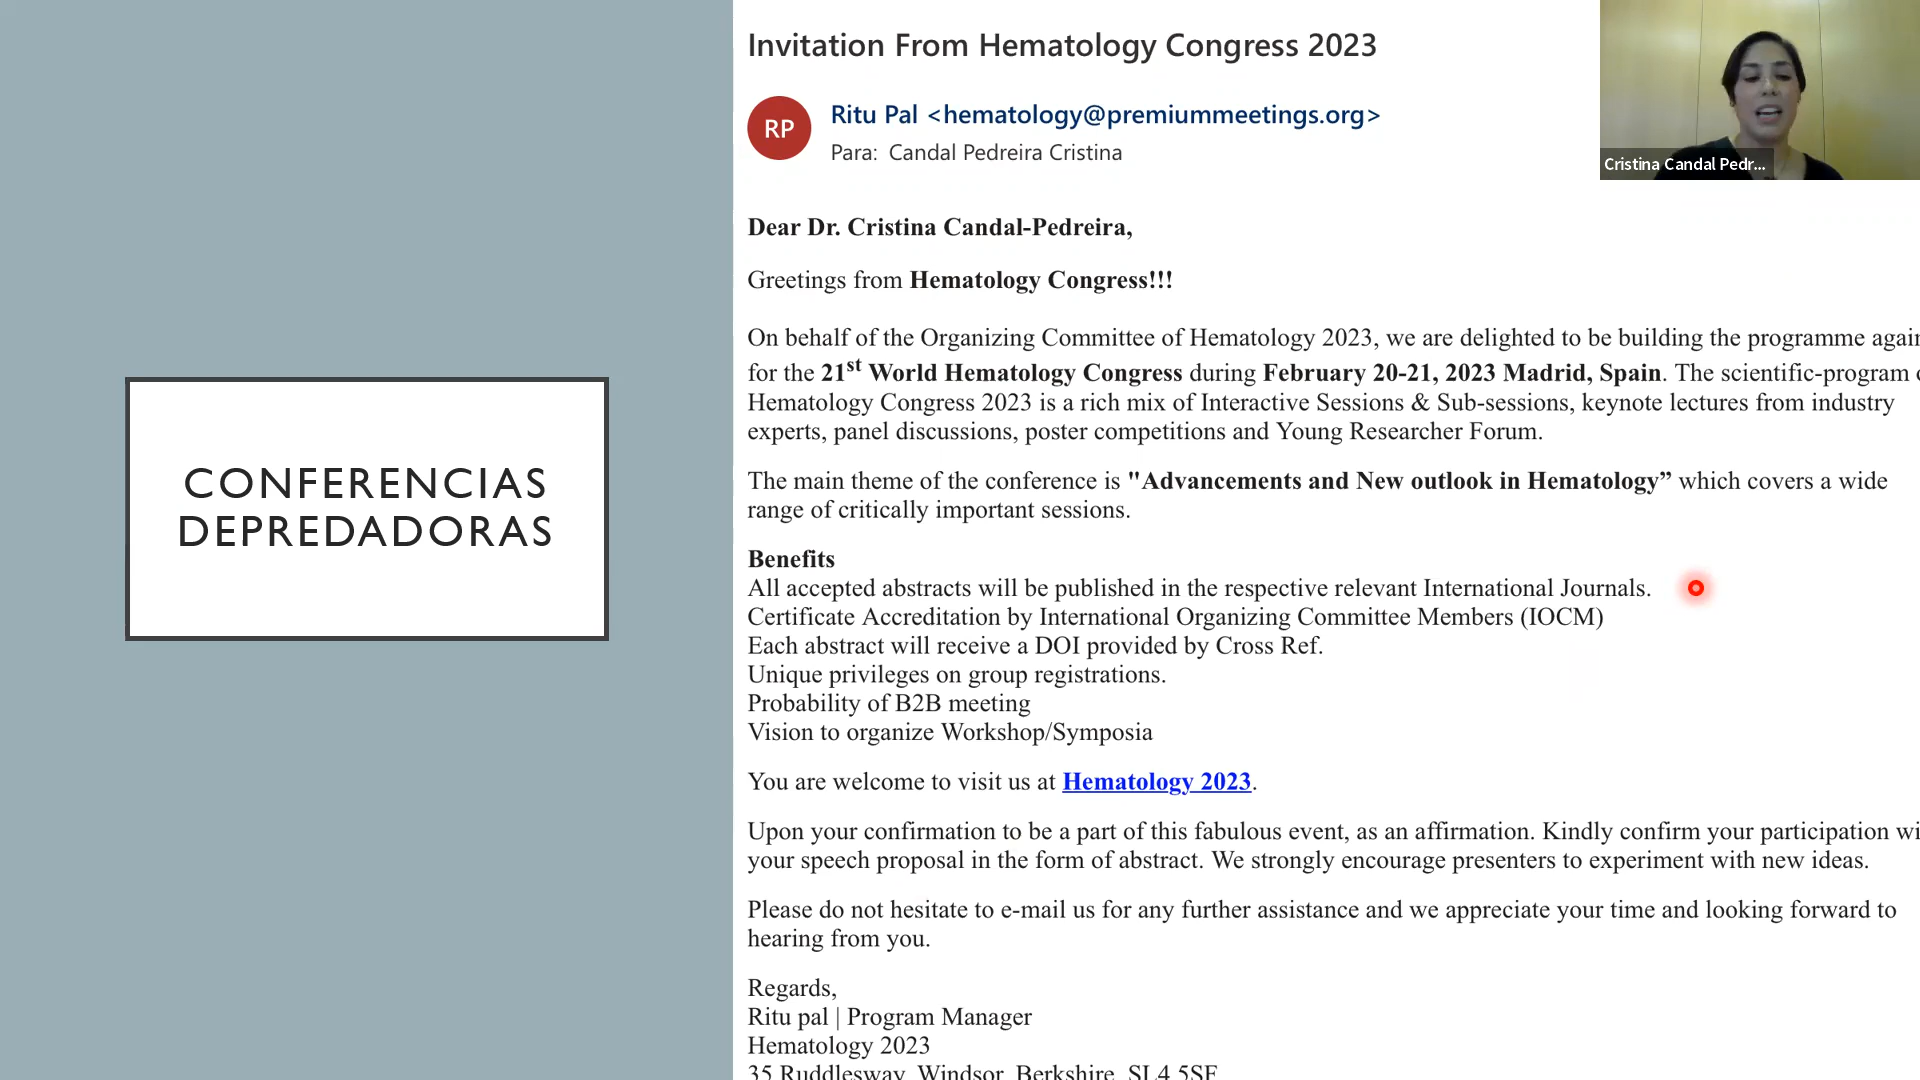 CONFERENCIAS
DEPREDADORAS
Invitation From Hematology Congress 2023
RP
Ritu Pal <hematology@premiummeetings.org>
Para: Candal Pedreira Cristina
Cristina Candal Pedr...
Dear Dr. Cristina Candal-Pedreira,
Greetings from Hematology Congress!!!
On behalf of the Organizing Committee of Hematology 2023, we are delighted to be building the programme again
for the 21st World Hematology Congress during February 20-21, 2023 Madrid, Spain. The scientific-program
Hematology Congress 2023 is a rich mix of Interactive Sessions & Sub-sessions, keynote lectures from industry
experts, panel discussions, poster competitions and Young Researcher Forum.
The main theme of the conference is "Advancements and New outlook in Hematology” which covers a wide
range of critically important sessions.
Benefits
All accepted abstracts will be published in the respective relevant International Journals.
Certificate Accreditation by International Organizing Committee Members (IOCM)
Each abstract will receive a DOI provided by Cross Ref.
Unique privileges on group registrations.
Probability of B2B meeting
Vision to organize Workshop/Symposia
You are welcome to visit us at Hematology 2023.
Upon your confirmation to be a part of this fabulous event, as an affirmation. Kindly confirm your participation
your speech proposal in the form of abstract. We strongly encourage presenters to experiment with new ideas.
Please do not hesitate to e-mail us for any further assistance and we appreciate your time and looking forward to
hearing from you.
Regards,
Ritu pal | Program Manager
Hematology 2023
35 Ruddlesway, Windsor, Berkshire, SL4 5SF